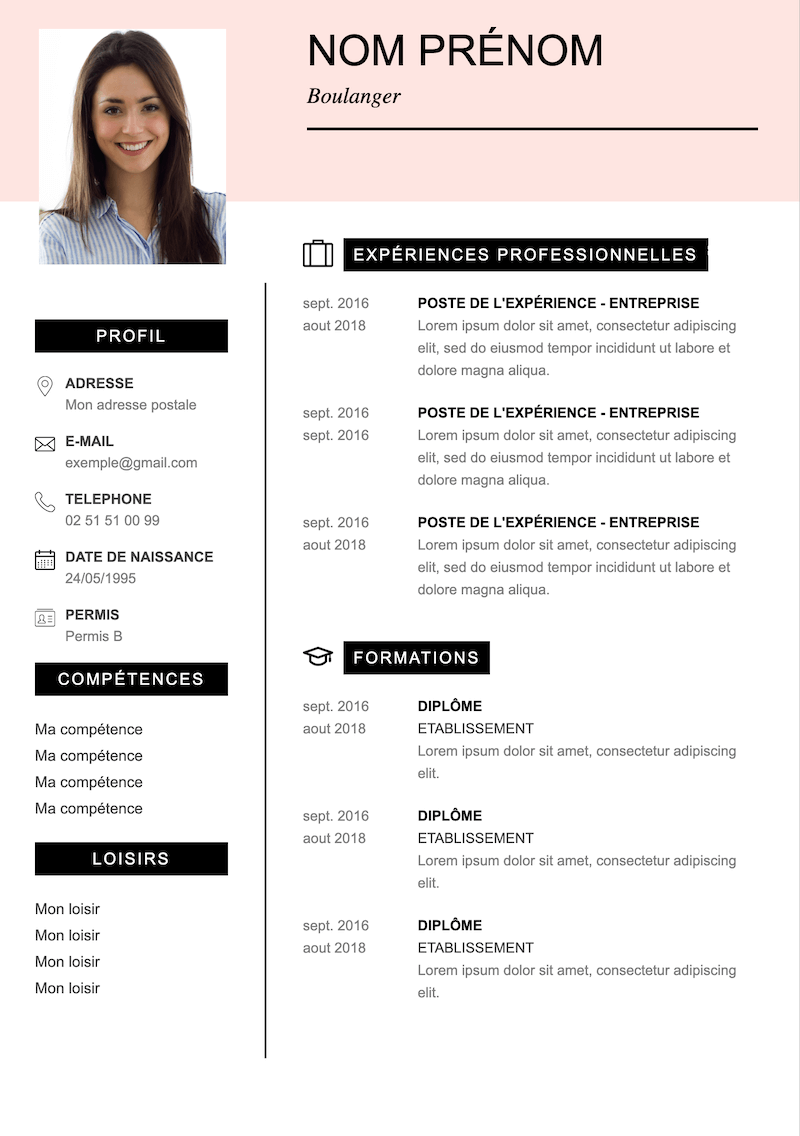 NOM PRÉNOM
Boulanger
PROFIL
ADRESSE
Mon adresse postale
E-MAIL
exemple@gmail.com
TELEPHONE
02 51 51 00 99
DATE DE NAISSANCE
24/05/1995
PERMIS
Permis B
COMPÉTENCES
Ma compétence
Ma compétence
Ma compétence
Ma compétence
LOISIRS
Mon loisir
Mon loisir
Mon loisir
Mon loisir
EXPÉRIENCES PROFESSIONNELLES
sept. 2016
aout 2018
POSTE DE L'EXPÉRIENCE - ENTREPRISE
Lorem ipsum dolor sit amet, consectetur adipiscing
elit, sed do eiusmod tempor incididunt ut labore et
dolore magna aliqua.
sept. 2016
sept. 2016
POSTE DE L'EXPÉRIENCE - ENTREPRISE
Lorem ipsum dolor sit amet, consectetur adipiscing
elit, sed do eiusmod tempor incididunt ut labore et
dolore magna aliqua.
sept. 2016
aout 2018
POSTE DE L'EXPÉRIENCE - ENTREPRISE
Lorem ipsum dolor sit amet, consectetur adipiscing
elit, sed do eiusmod tempor incididunt ut labore et
dolore magna aliqua.
FORMATIONS
sept. 2016
aout 2018
DIPLÔME
ETABLISSEMENT
Lorem ipsum dolor sit amet, consectetur adipiscing
elit.
sept. 2016
aout 2018
DIPLÔME
ETABLISSEMENT
Lorem ipsum dolor sit amet, consectetur adipiscing
elit.
sept. 2016
aout 2018
DIPLÔME
ETABLISSEMENT
Lorem ipsum dolor sit amet, consectetur adipiscing
elit.